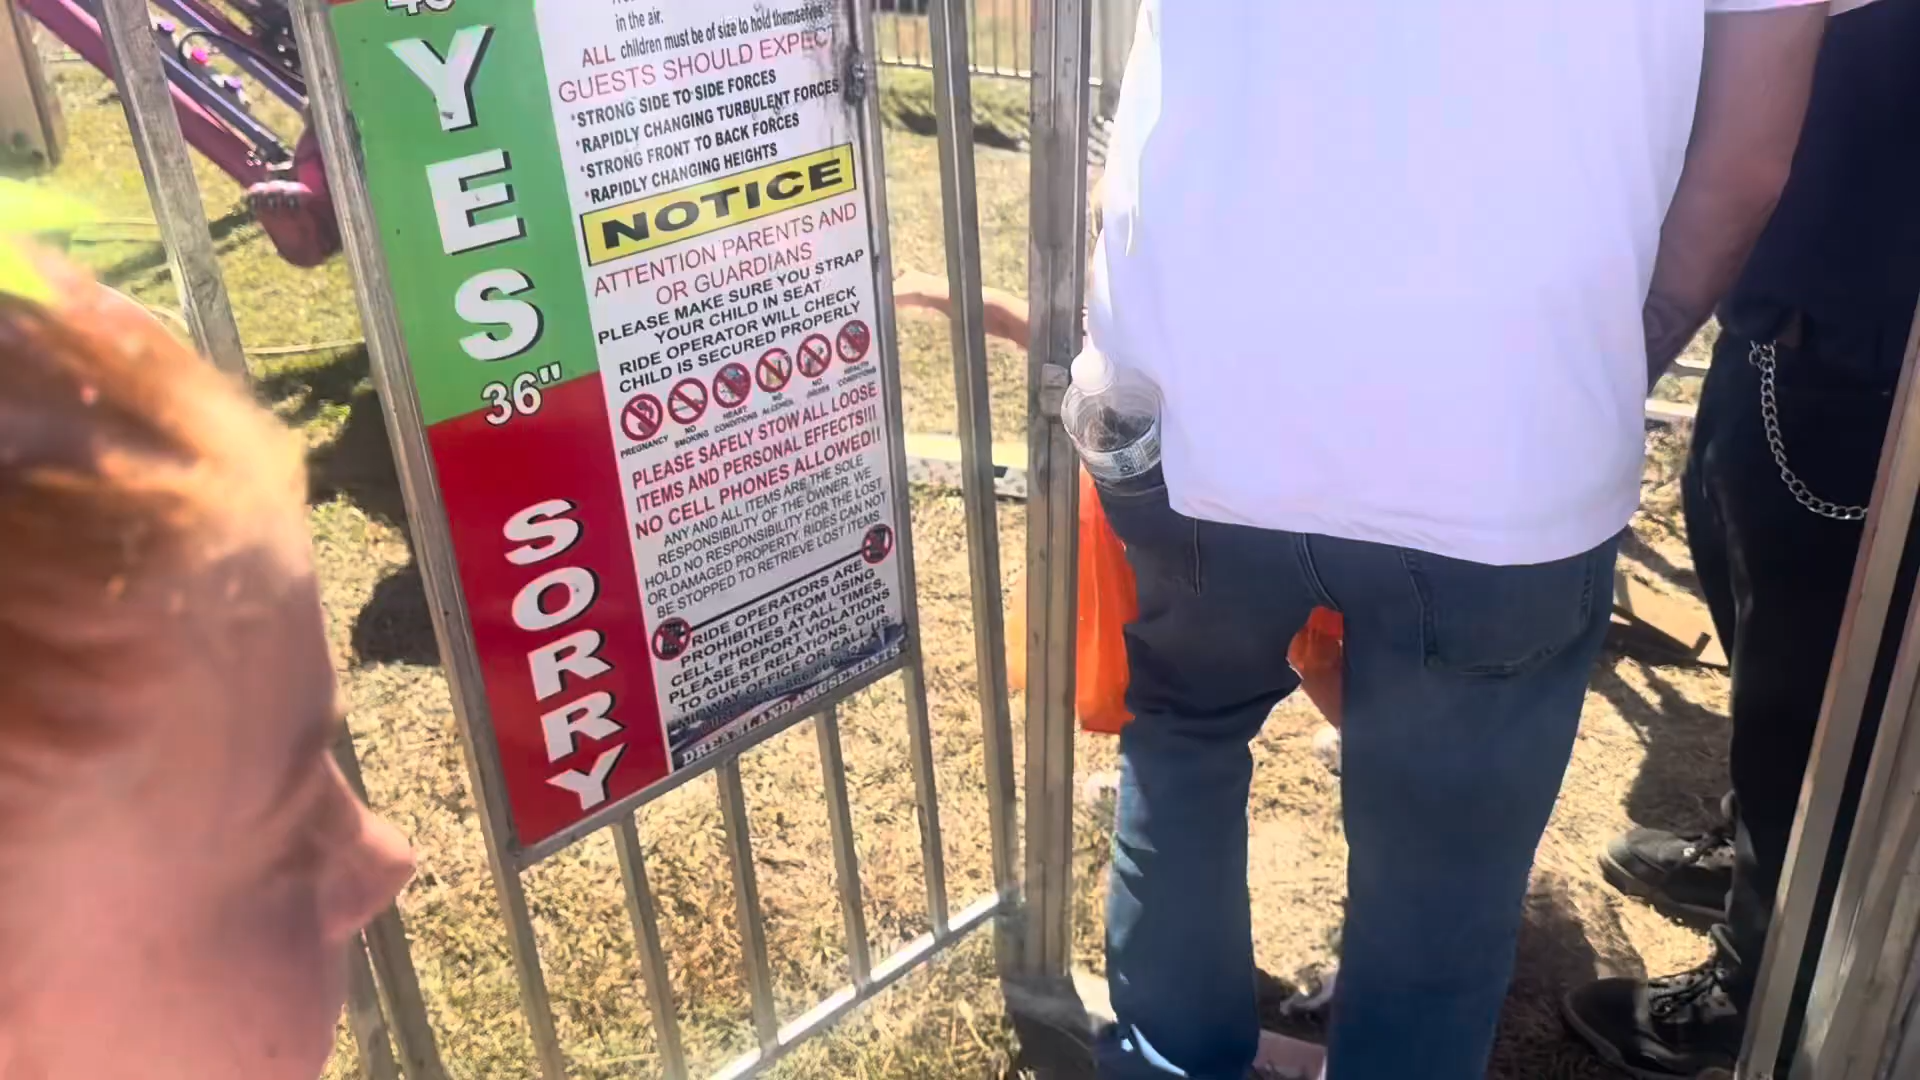 YES
36"
SORRY
in the air.
ALL children must be of size to hold themselves
GUESTS SHOULD EXPECT
*STRONG SIDE TO SIDE FORCES
*RAPIDLY CHANGING TURBULENT FORCES
*STRONG FRONT TO BACK FORCES
*RAPIDLY CHANGING HEIGHTS
NOTICE
ATTENTION PARENTS AND
OR GUARDIANS
PLEASE MAKE SURE YOU STRAP
YOUR CHILD IN SEAT
RIDE OPERATOR WILL CHECK
CHILD IS SECURED PROPERLY
PREGNANCY
NO SMOKING
HEART CONDITIONS
NO ALCOHOL
NO
HEALTH CONDITIONS
PLEASE SAFELY STOW ALL LOOSE
ITEMS AND PERSONAL EFFECTS!!!
NO CELL PHONES ALLOWED!!
ANY AND ALL ITEMS ARE THE SOLE
RESPONSIBILITY OF THE OWNER. WE
HOLD NO RESPONSIBILITY FOR THE LOST
OR DAMAGED PROPERTY. RIDES CAN NOT
BE STOPPED TO RETRIEVE LOST ITEMS.
RIDE OPERATORS ARE
PROHIBITED FROM USING
CELL PHONES AT ALL TIMES.
PLEASE REPORT VIOLATIONS
TO GUEST RELATIONS, OUR
MIDWAY OFFICE OR CALL US
DREAMLAND AMUSEMENTS